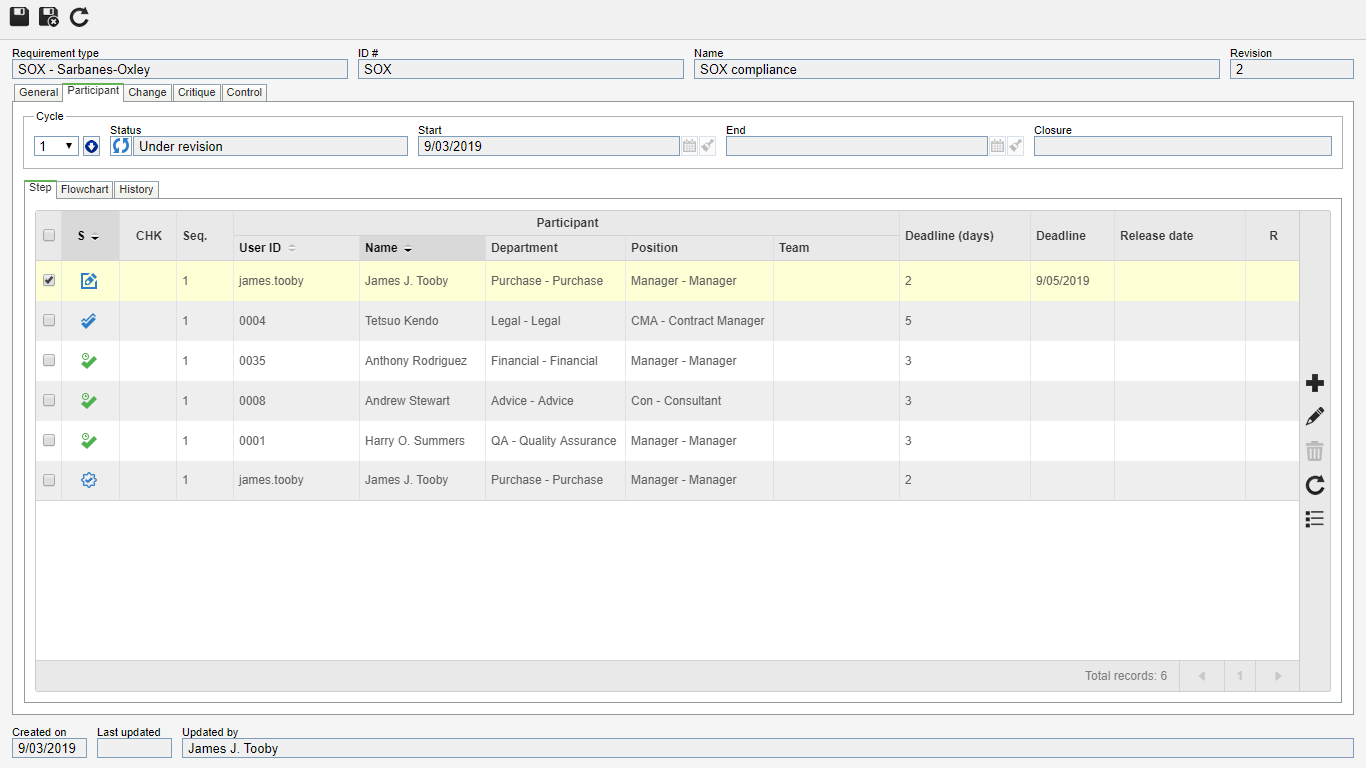 Requirement type ID # Name Revision
SOX - Sarbanes-Oxley SOX SOX compliance 2
General Participant Change Critique Control
Cycle
Status Start End Closure
1 Under revision 9/03/2019
Step Flowchart History
Participant
S CHK Seq. Deadline (days) Deadline Release date R
User ID Name Department Position Team
1 james.tooby James J. Tooby Purchase - Purchase Manager - Manager 2 9/05/2019
1 0004 Tetsuo Kendo Legal - Legal CMA - Contract Manager 5
1 0035 Anthony Rodriguez Financial - Financial Manager - Manager 3
1 0008 Andrew Stewart Advice - Advice Con - Consultant 3
1 0001 Harry O. Summers QA - Quality Assurance Manager - Manager 3
1 james.tooby James J. Tooby Purchase - Purchase Manager - Manager 2
Total records: 6 1
Created on Last updated Updated by
9/03/2019 James J. Tooby